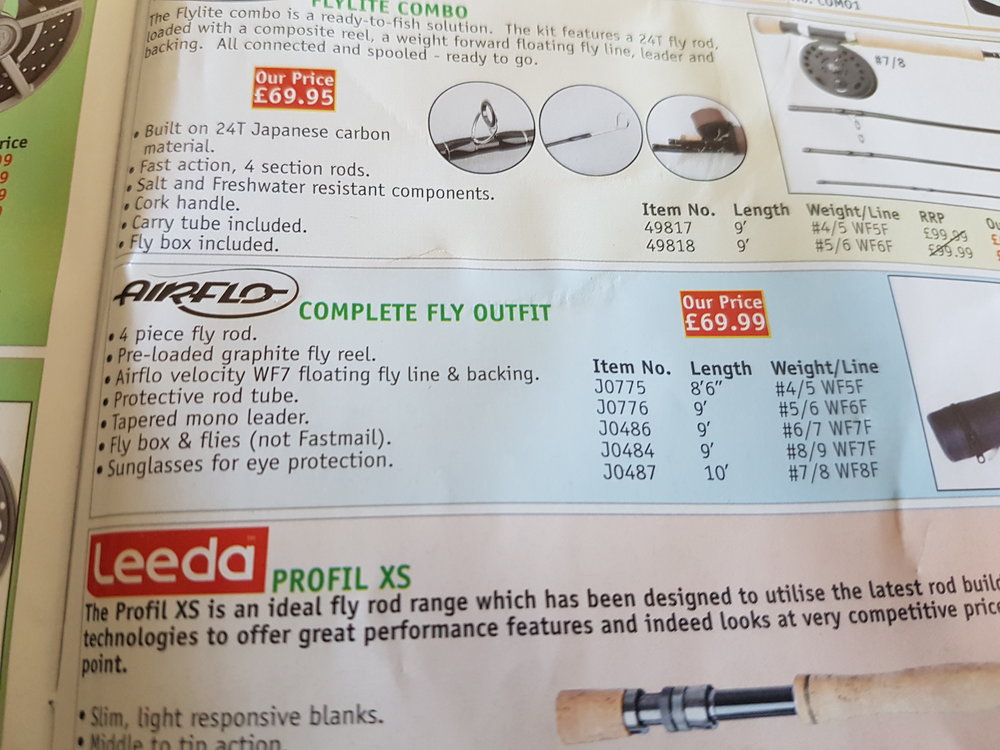 FLYLITE COMBO
The Flylite combo is a ready-to-fish solution. The kit features a 24T fly rod,
loaded with a composite reel, a weight forward floating fly line, leader and
backing. All connected and spooled - ready to go.
Our Price
£69.95
• Built on 24T Japanese carbon
material.
• Fast action, 4 section rods.
• Salt and Freshwater resistant components.
• Cork handle.
• Carry tube included.
• Fly box included.
#7/8
Item No. Length Weight/Line RRP
49817 9' #4/5 WF5F £99.99
49818 9' #5/6 WF6F £99.99
AIRFLO COMPLETE FLY OUTFIT
Our Price
£69.99
• 4 piece fly rod.
• Pre-loaded graphite fly reel.
• Airflo velocity WF7 floating fly line & backing.
• Protective rod tube.
• Tapered mono leader.
• Fly box & flies (not Fastmail).
• Sunglasses for eye protection.
Item No. Length Weight/Line
J0775 8'6" #4/5 WF5F
J0776 9' #5/6 WF6F
J0486 9' #6/7 WF7F
J0484 9' #8/9 WF7F
J0487 10' #7/8 WF8F
Leeda PROFIL XS
The Profil XS is an ideal fly rod range which has been designed to utilise the latest rod build
technologies to offer great performance features and indeed looks at very competitive price
point.
• Slim, light responsive blanks.
• Middle to tip action.